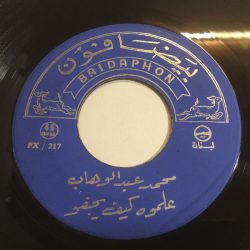 بيضافون
BAIDAPHON
45
PX / 217
لبنان
محمد عبد الوهاب
علموه كيف يجفو